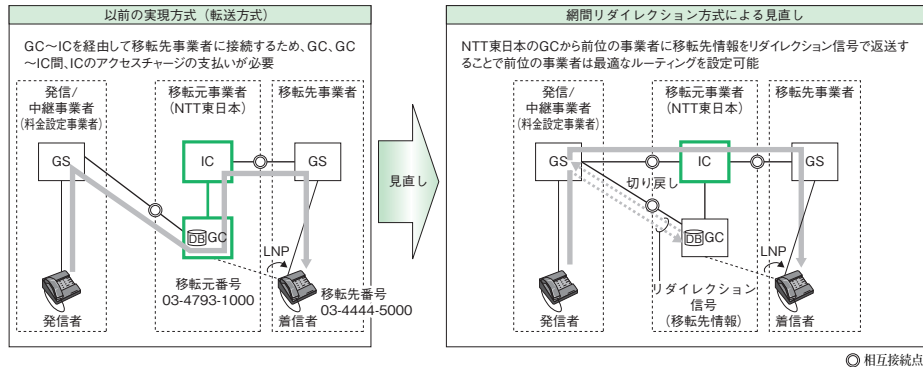 以前の実現方式（転送方式）
GC～ICを経由して移転先事業者に接続するため、GC、GC
～IC間、ICのアクセスチャージの支払いが必要
発信/
中継事業者
（料金設定事業者）
移転元事業者
（NTT東日本）
移転先事業者
GS
IC
GS
DB GC
LNP
移転元番号
03-4793-1000
移転先番号
03-4444-5000
発信者
着信者
見直し
網間リダイレクション方式による見直し
NTT東日本のGCから前位の事業者に移転先情報をリダイレクション信号で返送す
ることで前位の事業者は最適なルーティングを設定可能
発信/
中継事業者
（料金設定事業者）
移転元事業者
（NTT東日本）
移転先事業者
GS
IC
GS
切り戻し
DB GC
LNP
リダイレクション
信号
（移転先情報）
発信者
着信者
◎ 相互接続点